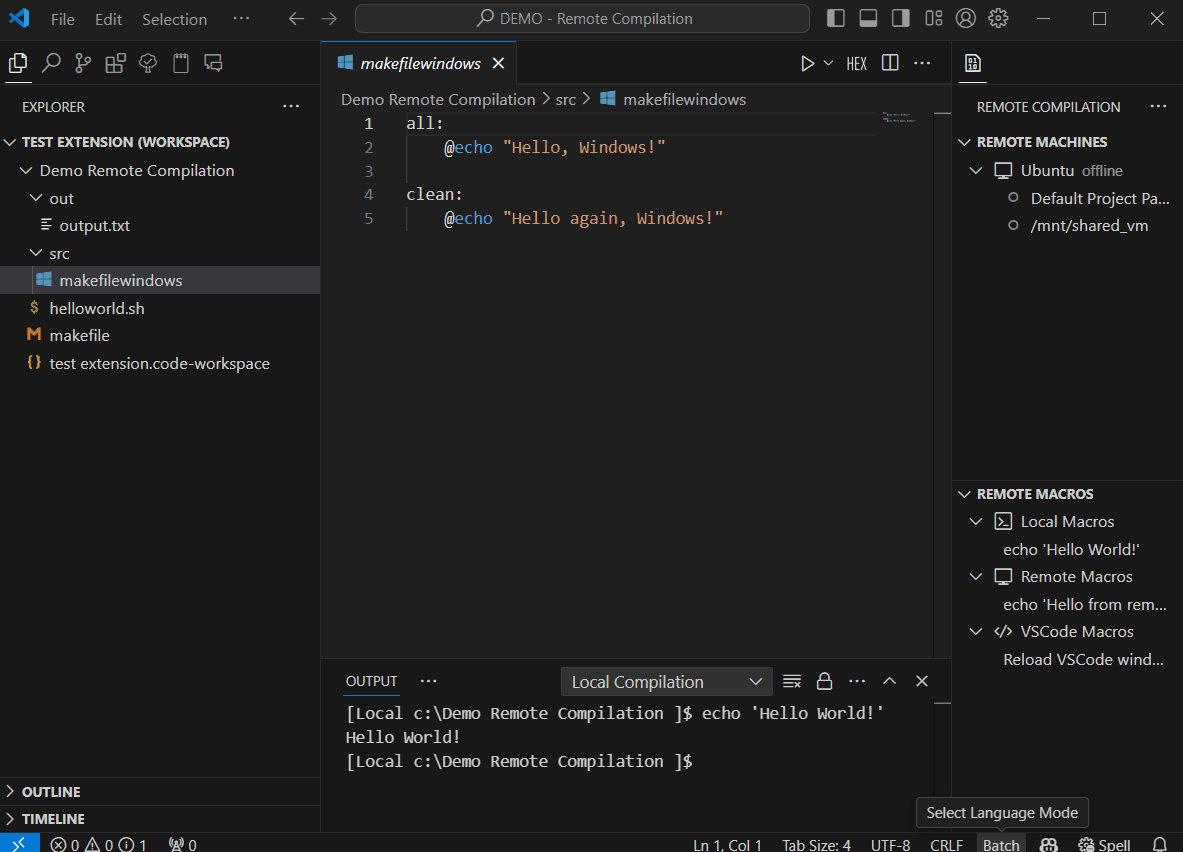 File Edit Selection ··· DEMO - Remote Compilation
EXPLORER
TEST EXTENSION (WORKSPACE)
Demo Remote Compilation
out
output.txt
src
makefilewindows
$ helloworld.sh
M makefile
{} test extension.code-workspace
OUTLINE
TIMELINE
makefilewindows
HEX
Demo Remote Compilation > src > makefilewindows
1 all:
2 @echo "Hello, Windows!"
3
4 clean:
5 @echo "Hello again, Windows!"
OUTPUT
Local Compilation
[Local c:\Demo Remote Compilation ]$ echo 'Hello World!'
Hello World!
[Local c:\Demo Remote Compilation ]$
REMOTE COMPILATION
REMOTE MACHINES
Ubuntu offline
Default Project Pa...
/mnt/shared_vm
REMOTE MACROS
Local Macros
echo 'Hello World!'
Remote Macros
echo 'Hello from rem...
VSCode Macros
Reload VSCode wind...
Select Language Mode
0 0 1 0 Ln 1, Col 1 Tab Size: 4 UTF-8 CRLF Batch Spell